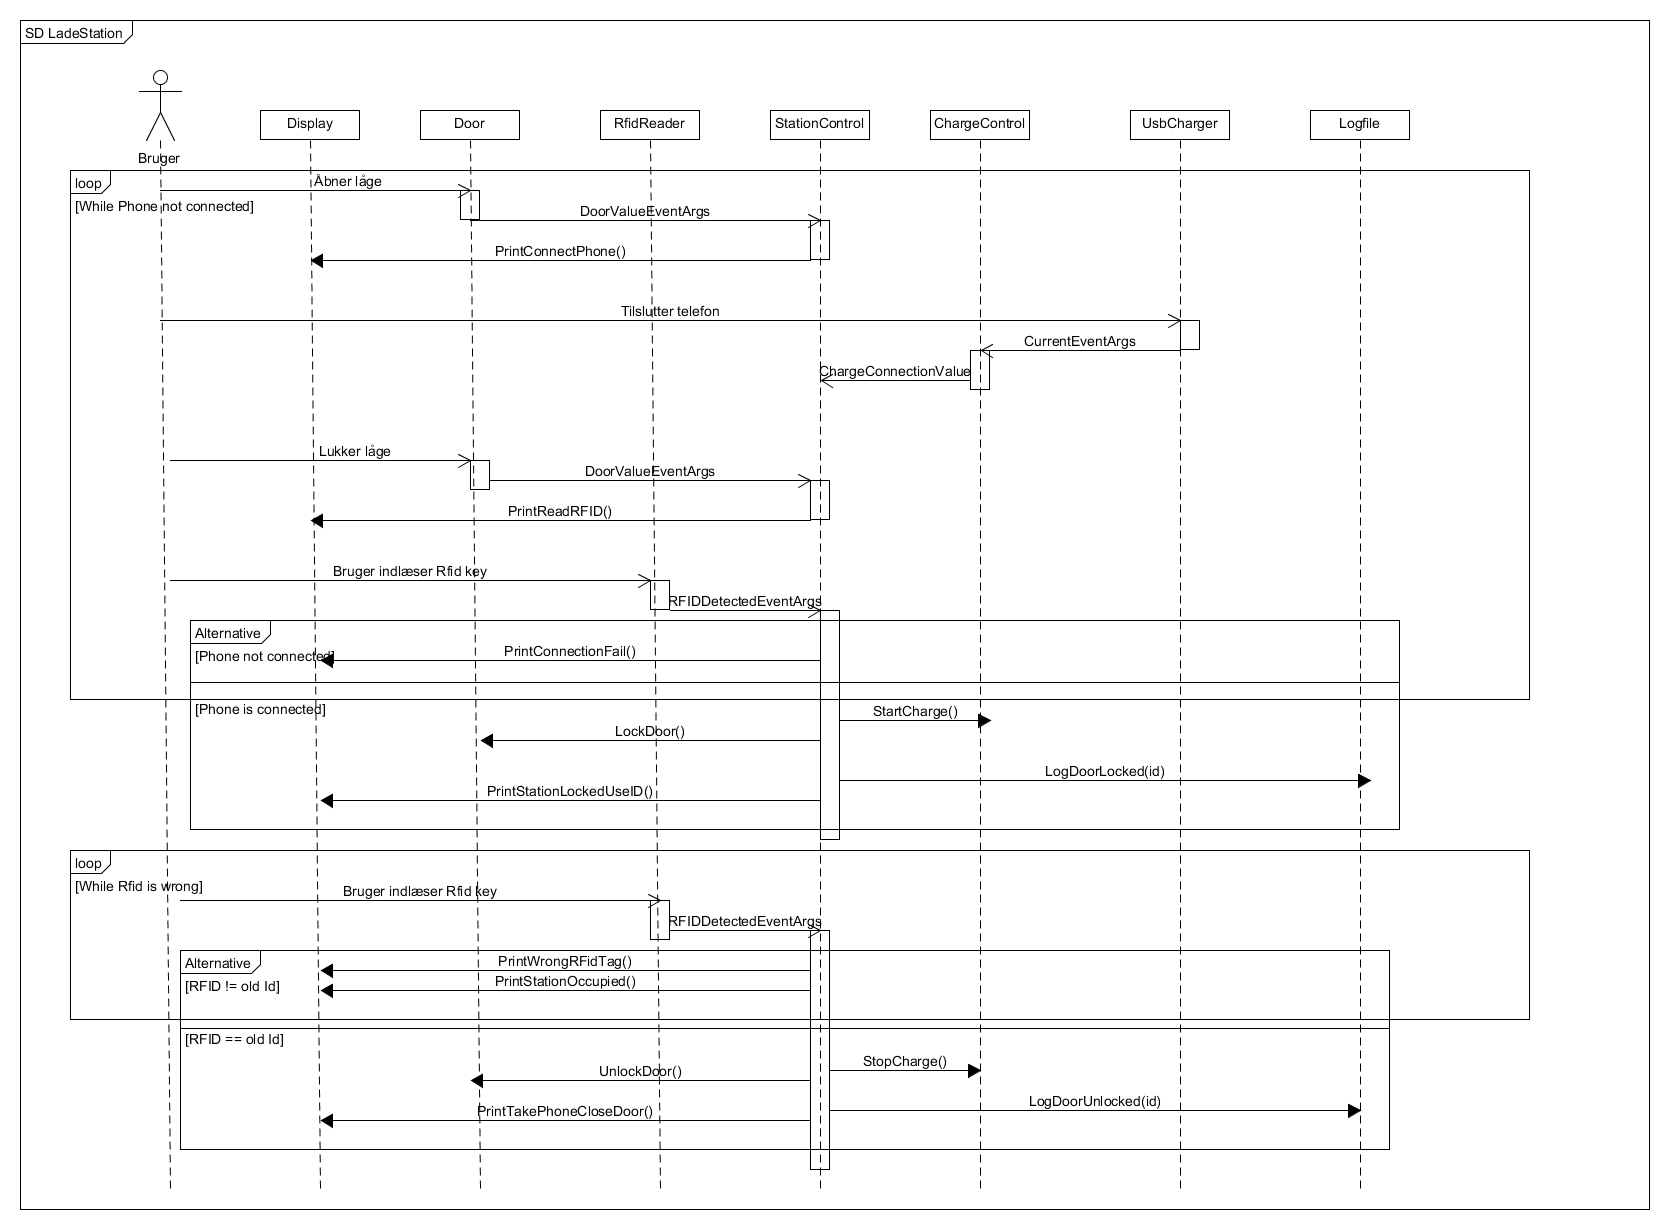 SD LadeStation
Bruger
Display
Door
RfidReader
StationControl
ChargeControl
UsbCharger
Logfile
loop
[While Phone not connected]
Åbner låge
DoorValueEventArgs
PrintConnectPhone()
Tilslutter telefon
CurrentEventArgs
ChargeConnectionValue
Lukker låge
DoorValueEventArgs
PrintReadRFID()
Bruger indlæser Rfid key
RFIDDetectedEventArgs
Alternative
[Phone not connected]
PrintConnectionFail()
[Phone is connected]
StartCharge()
LockDoor()
LogDoorLocked(id)
PrintStationLockedUseID()
loop
[While Rfid is wrong]
Bruger indlæser Rfid key
RFIDDetectedEventArgs
Alternative
[RFID != old Id]
PrintWrongRFidTag()
PrintStationOccupied()
[RFID == old Id]
StopCharge()
UnlockDoor()
LogDoorUnlocked(id)
PrintTakePhoneCloseDoor()